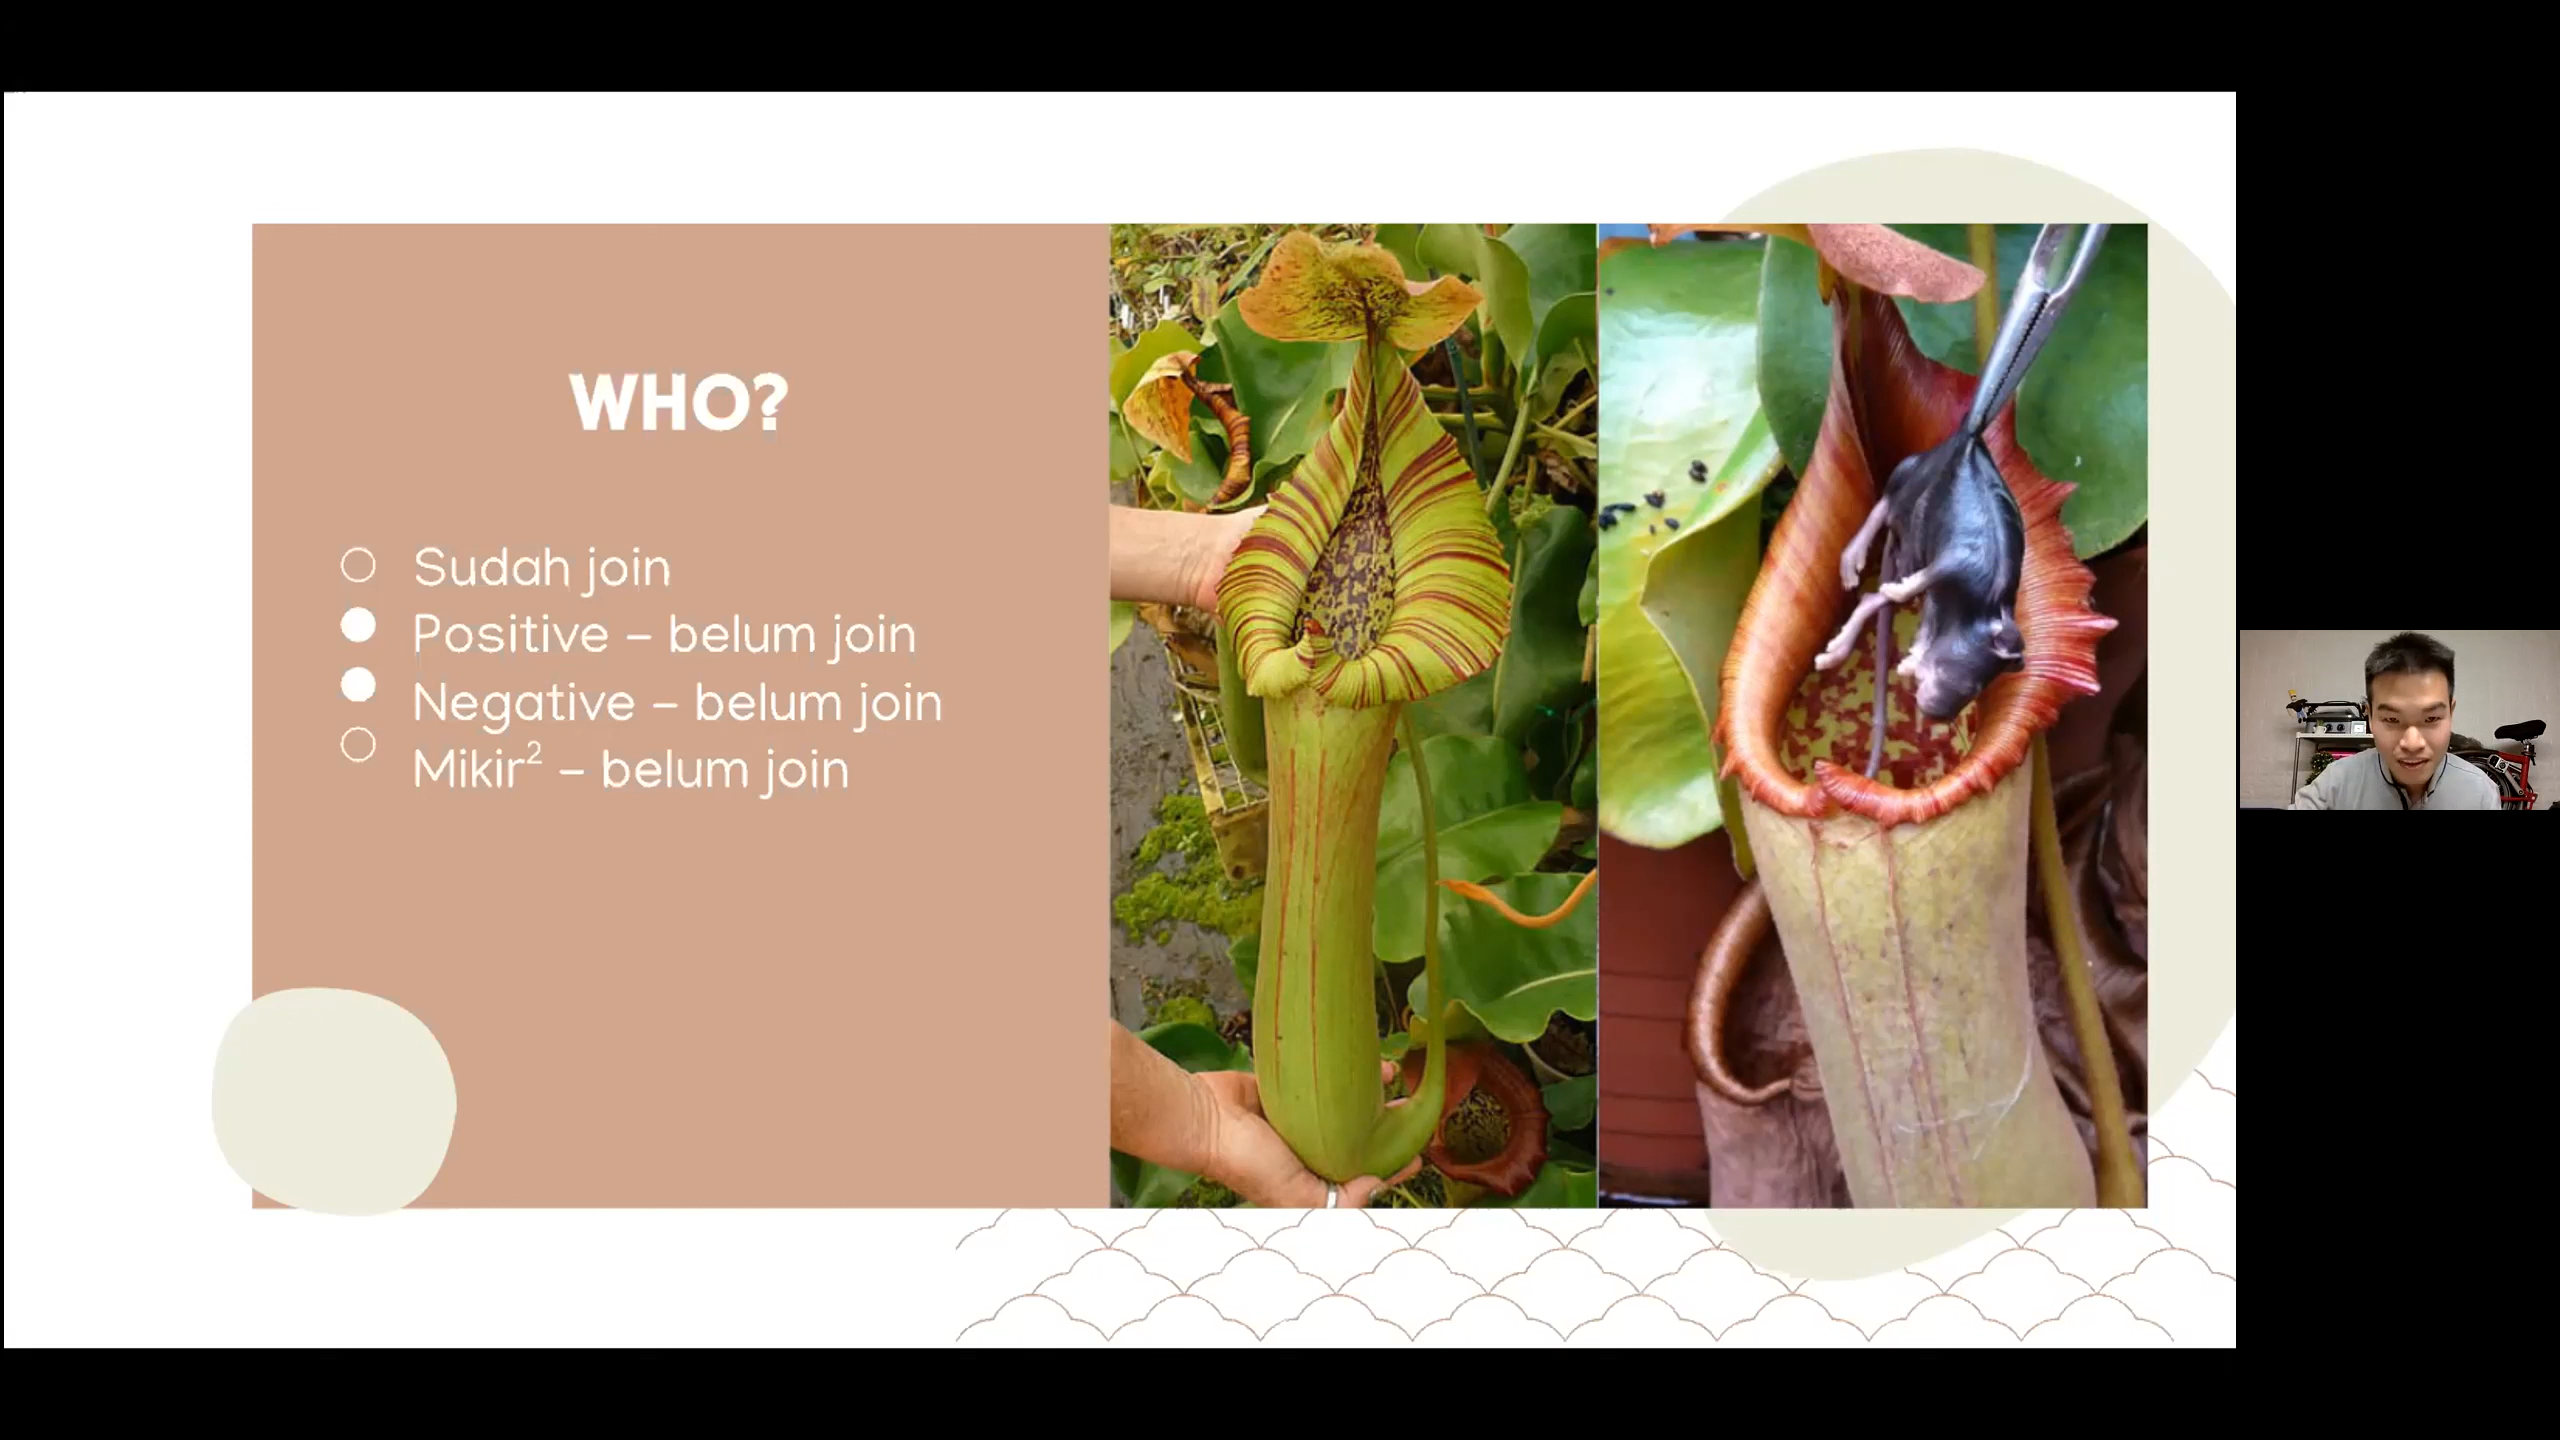 WHO?
Sudah join
Positive – belum join
Negative – belum join
Mikir² – belum join